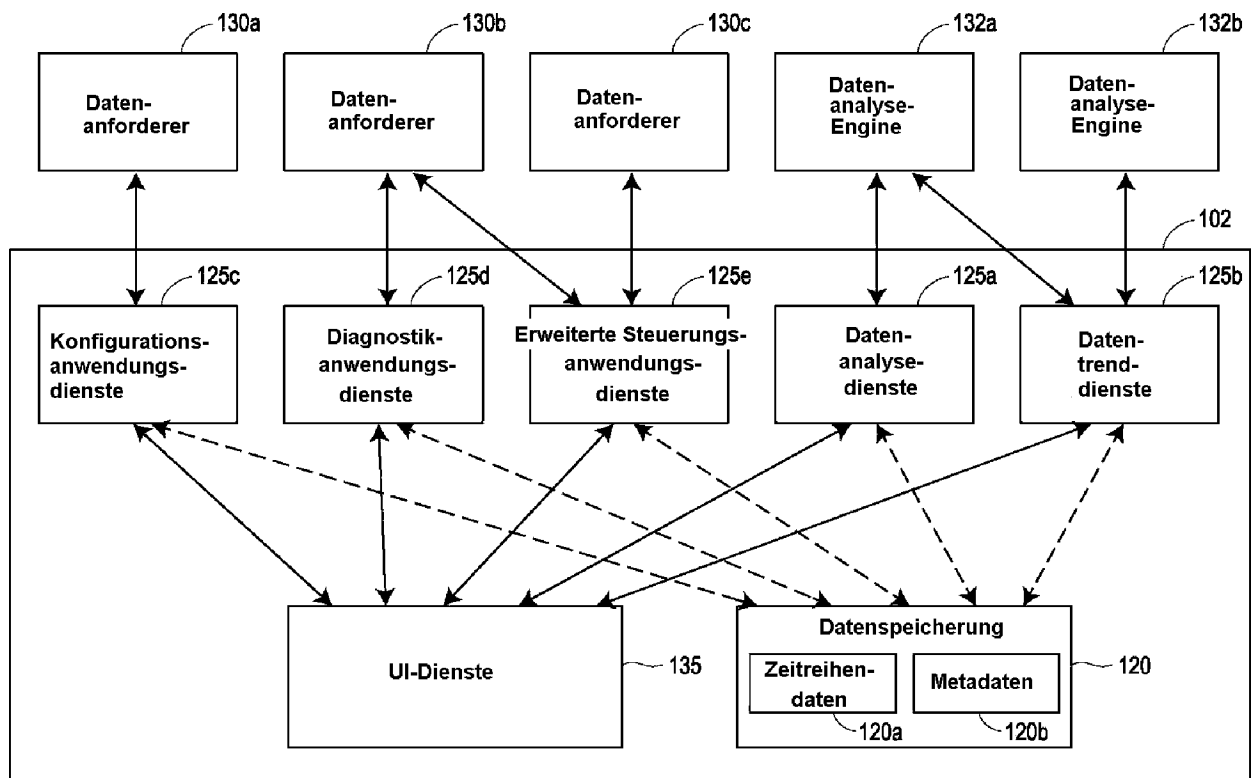 130a
130b
130c
132a
132b
Daten-
anforderer
Daten-
anforderer
Daten-
anforderer
Daten-
analyse-
Engine
Daten-
analyse-
Engine
102
125c
125d
125e
125a
125b
Konfigurations-
anwendungs-
dienste
Diagnostik-
anwendungs-
dienste
Erweiterte Steuerungs-
anwendungs-
dienste
Daten-
analyse-
dienste
Daten-
trend-
dienste
UI-Dienste
135
Datenspeicherung
120
Zeitreihen-
daten
Metadaten
120a
120b